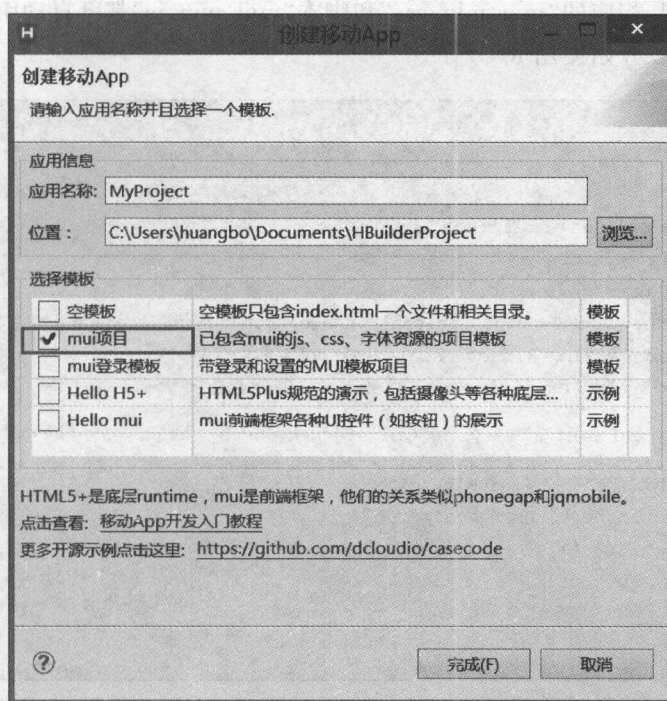 H 创建移动App
创建移动App
请输入应用名称并且选择一个模板.
应用信息
应用名称: MyProject
位置： C:\Users\huangbo\Documents\HBuilderProject 浏览...
选择模板
空模板 空模板只包含index.html一个文件和相关目录。 模板
mui项目 已包含mui的js、css、字体资源的项目模板 模板
mui登录模板 带登录和设置的MUI模板项目 模板
Hello H5+ HTML5Plus规范的演示，包括摄像头等各种底层... 示例
Hello mui mui前端框架各种UI控件（如按钮）的展示 示例
HTML5+是底层runtime，mui是前端框架，他们的关系类似phonegap和jqmobile。
点击查看: 移动App开发入门教程
更多开源示例点击这里: https://github.com/dcloudio/casecode
完成(F) 取消